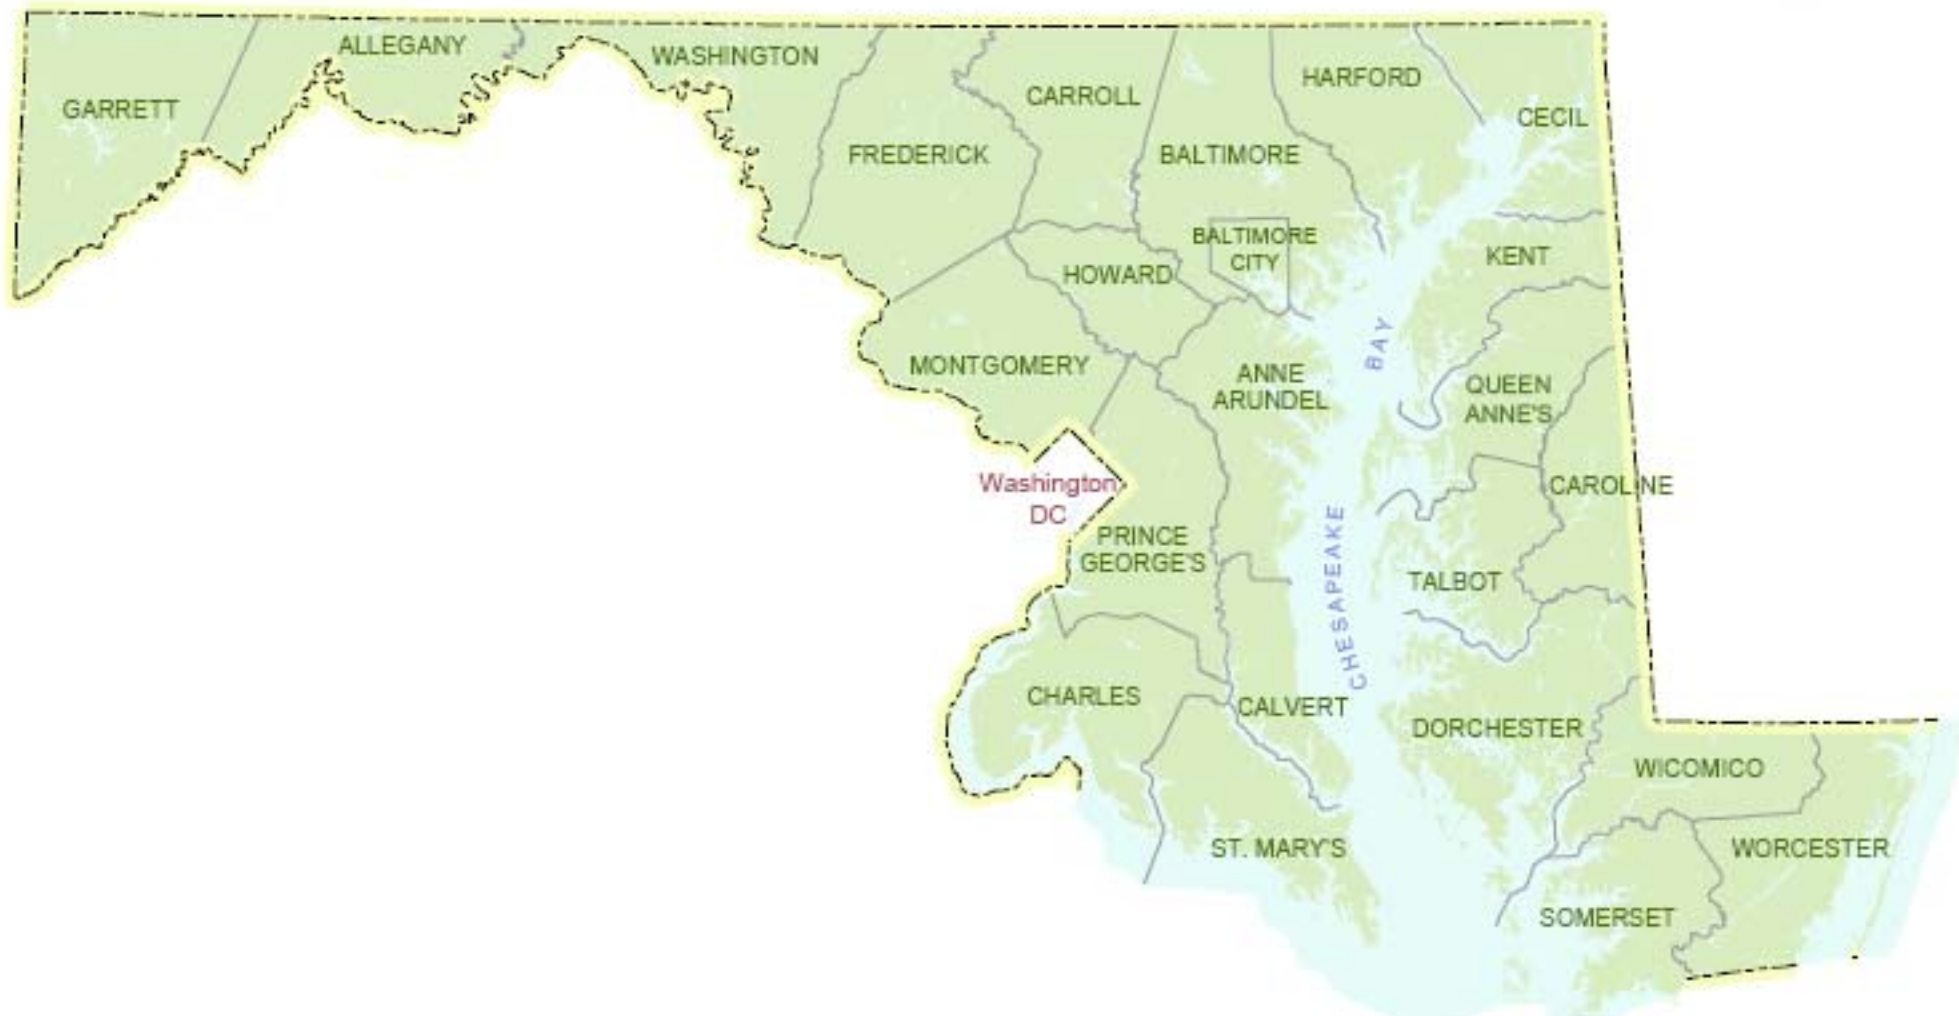 ALLEGANY
WASHINGTON
GARRETT
HARFORD
CARROLL
CECIL
FREDERICK
BALTIMORE
BALTIMORE
CITY
KENT
HOWARD
BAY
MONTGOMERY
ANNE
ARUNDEL
QUEEN
ANNE'S
Washington
DC
CAROLINE
PRINCE
GEORGE'S
CHESAPEAKE
TALBOT
CHARLES
CALVERT
DORCHESTER
WICOMICO
ST. MARY'S
WORCESTER
SOMERSET